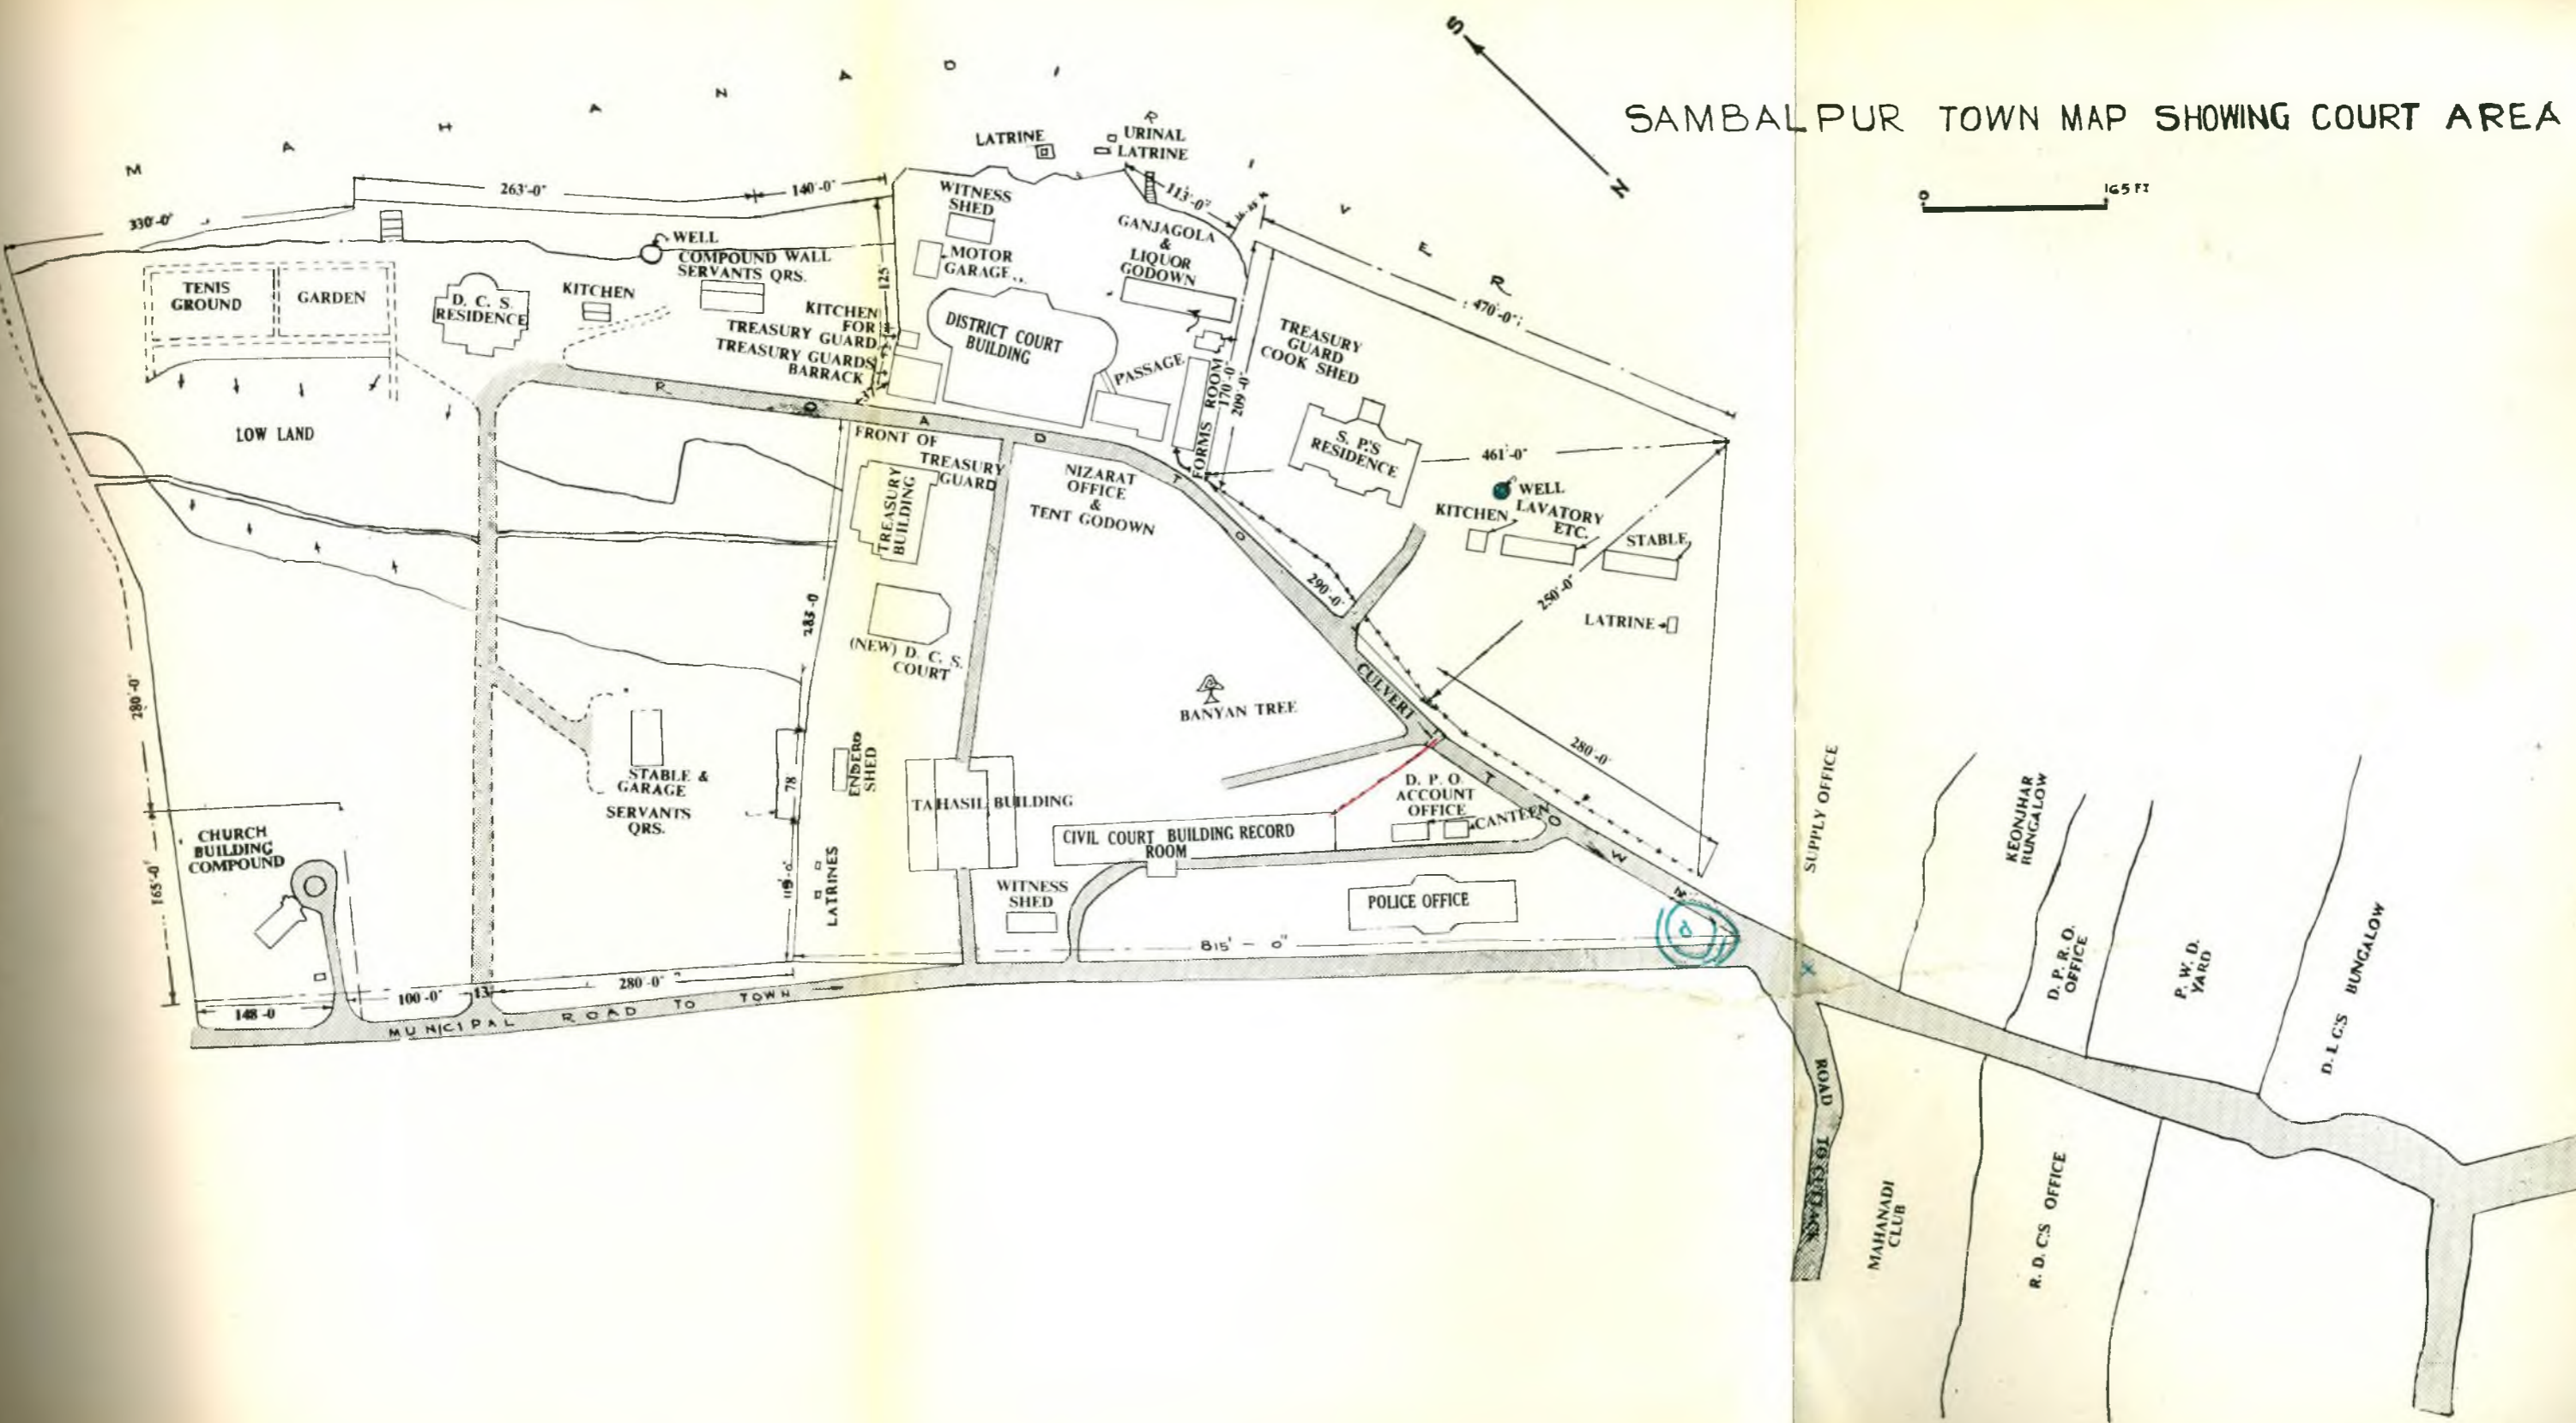 SAMBALPUR TOWN MAP SHOWING COURT AREA
0 165 FT
S
N
M A H A N A D I R I V E R
330'-0"
263'-0"
140'-0"
LATRINE
URINAL
LATRINE
113'-0"
470'-0"
WITNESS
SHED
MOTOR
GARAGE
GANJAGOLA
&
LIQUOR
GODOWN
WELL
COMPOUND WALL
SERVANTS QRS.
TENIS
GROUND
GARDEN
D. C. S.
RESIDENCE
KITCHEN
125'
KITCHEN
FOR
TREASURY GUARD
TREASURY GUARDS
BARRACK
37'
DISTRICT COURT
BUILDING
PASSAGE
FORMS ROOM
170'-0"
209'-0"
TREASURY
GUARD
COOK SHED
S. P.'S
RESIDENCE
461'-0"
WELL
KITCHEN
LAVATORY
ETC.
STABLE
250'-0"
LATRINE
LOW LAND
R O A D T O T O W N
FRONT OF
TREASURY
GUARD
TREASURY
BUILDING
NIZARAT
OFFICE
&
TENT GODOWN
290'-0"
283-0
(NEW) D. C. S.
COURT
BANYAN TREE
CULVERT
280'-0"
280'-0"
STABLE &
GARAGE
SERVANTS
QRS.
78
SHED
TAHASIL BUILDING
CIVIL COURT BUILDING RECORD
ROOM
D. P. O.
ACCOUNT
OFFICE
CANTEEN
CHURCH
BUILDING
COMPOUND
165'-0"
LATRINES
WITNESS
SHED
POLICE OFFICE
815' - 0"
d
X
148-0
100-0"
13'
280-0"
MUNICIPAL ROAD TO TOWN
SUPPLY OFFICE
KEONJHAR
RUNGALOW
D. P. R. O.
OFFICE
P. W. D.
YARD
D. I. G'S BUNGALOW
ROAD TO CUTTACK
MAHANADI
CLUB
R. D. C'S OFFICE